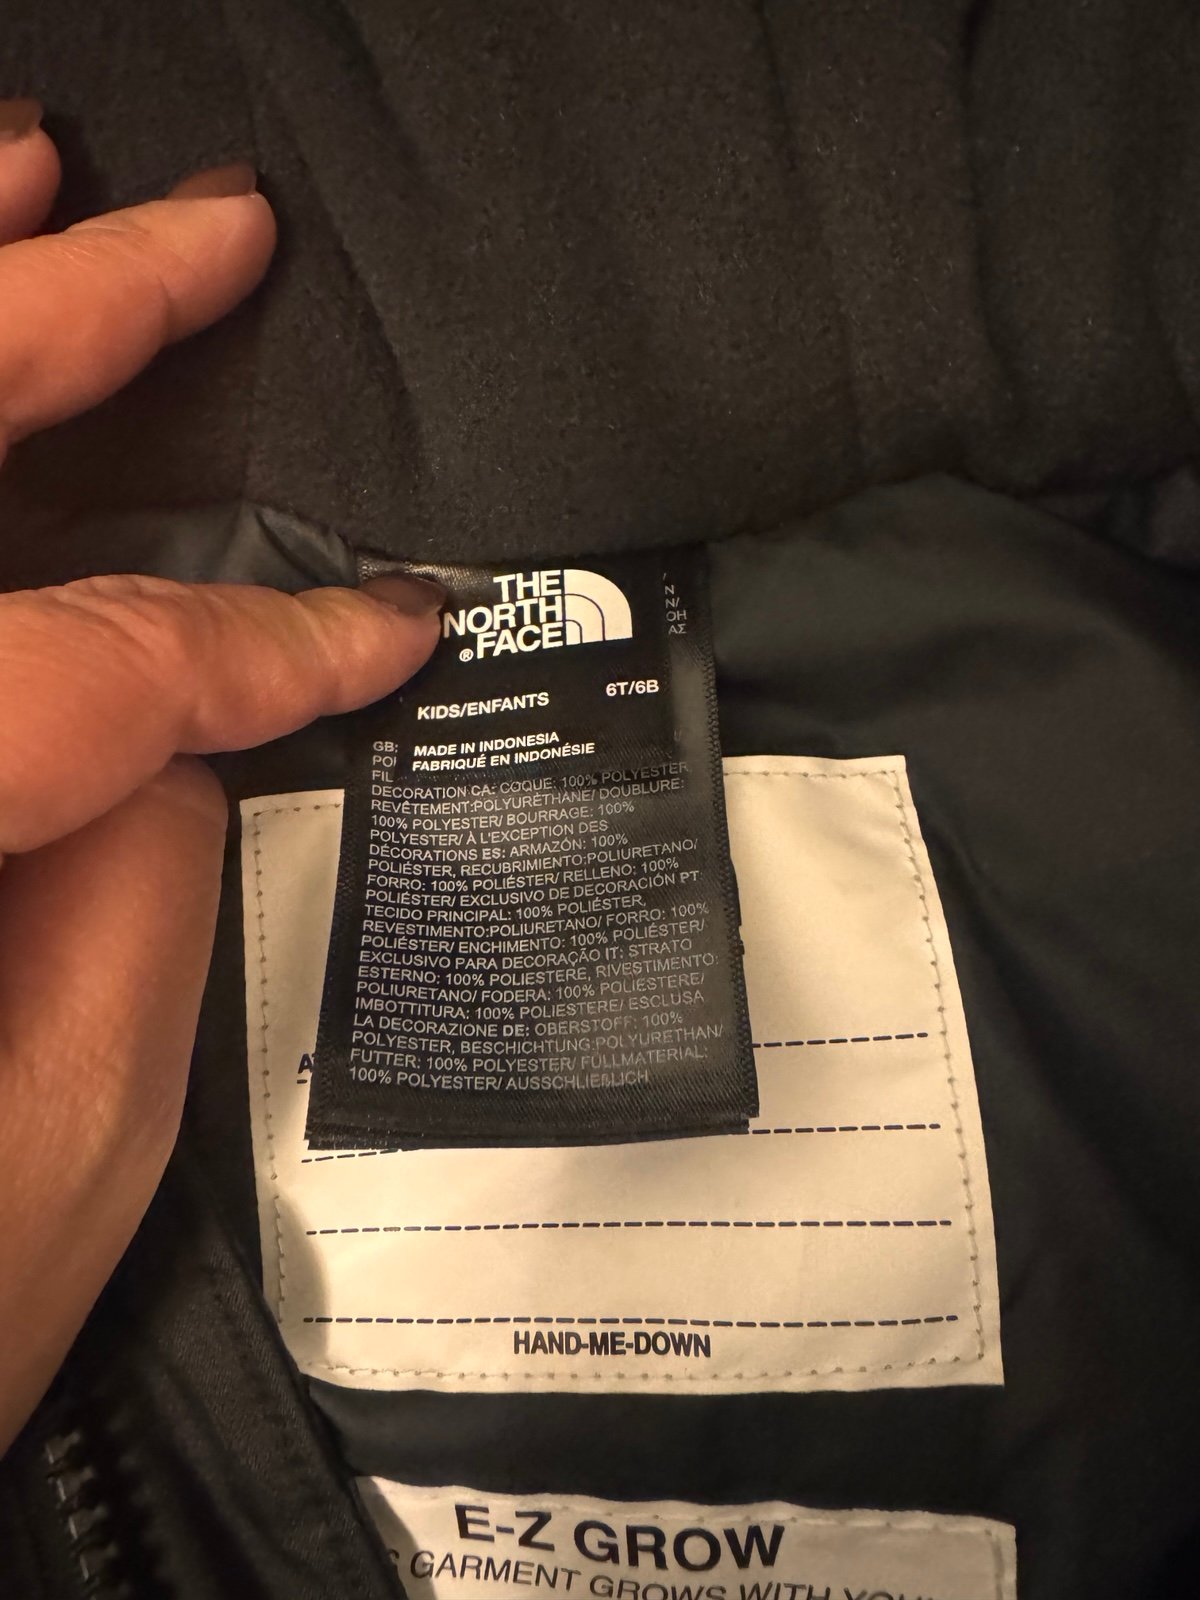 THE
NORTH
FACE
®
KIDS/ENFANTS 6T/6B
MADE IN INDONESIA
FABRIQUÉ EN INDONÉSIE
GB:
FIL
DECORATION CA: COQUE: 100% POLYESTER,
REVÊTEMENT:POLYURÉTHANE/ DOUBLURE:
100% POLYESTER/ BOURRAGE: 100%
POLYESTER/ À L'EXCEPTION DES
DÉCORATIONS ES: ARMAZÓN: 100%
POLIÉSTER, RECUBRIMIENTO:POLIURETANO/
FORRO: 100% POLIÉSTER/ RELLENO: 100%
POLIÉSTER/ EXCLUSIVO DE DECORACIÓN PT:
TECIDO PRINCIPAL: 100% POLIÉSTER,
REVESTIMENTO:POLIURETANO/ FORRO: 100%
POLIÉSTER/ ENCHIMENTO: 100% POLIÉSTER/
EXCLUSIVO PARA DECORAÇÃO IT: STRATO
ESTERNO: 100% POLIESTERE, RIVESTIMENTO:
POLIURETANO/ FODERA: 100% POLIESTERE/
IMBOTTITURA: 100% POLIESTERE/ ESCLUSA
LA DECORAZIONE DE: OBERSTOFF: 100%
POLYESTER, BESCHICHTUNG:POLYURETHAN/
FUTTER: 100% POLYESTER/ FÜLLMATERIAL:
100% POLYESTER/ AUSSCHLIEßLICH
HAND-ME-DOWN
E-Z GROW
GARMENT GROWS WITH